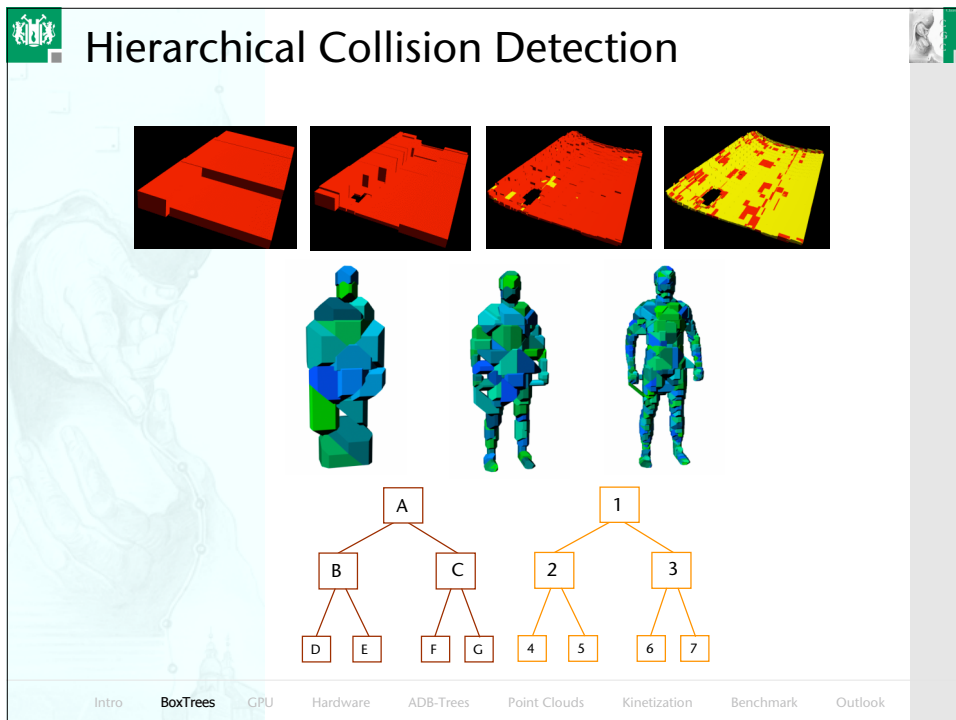 Hierarchical Collision Detection
A 1
B C 2 3
D E F G 4 5 6 7
Intro BoxTrees GPU Hardware ADB-Trees Point Clouds Kinetization Benchmark Outlook